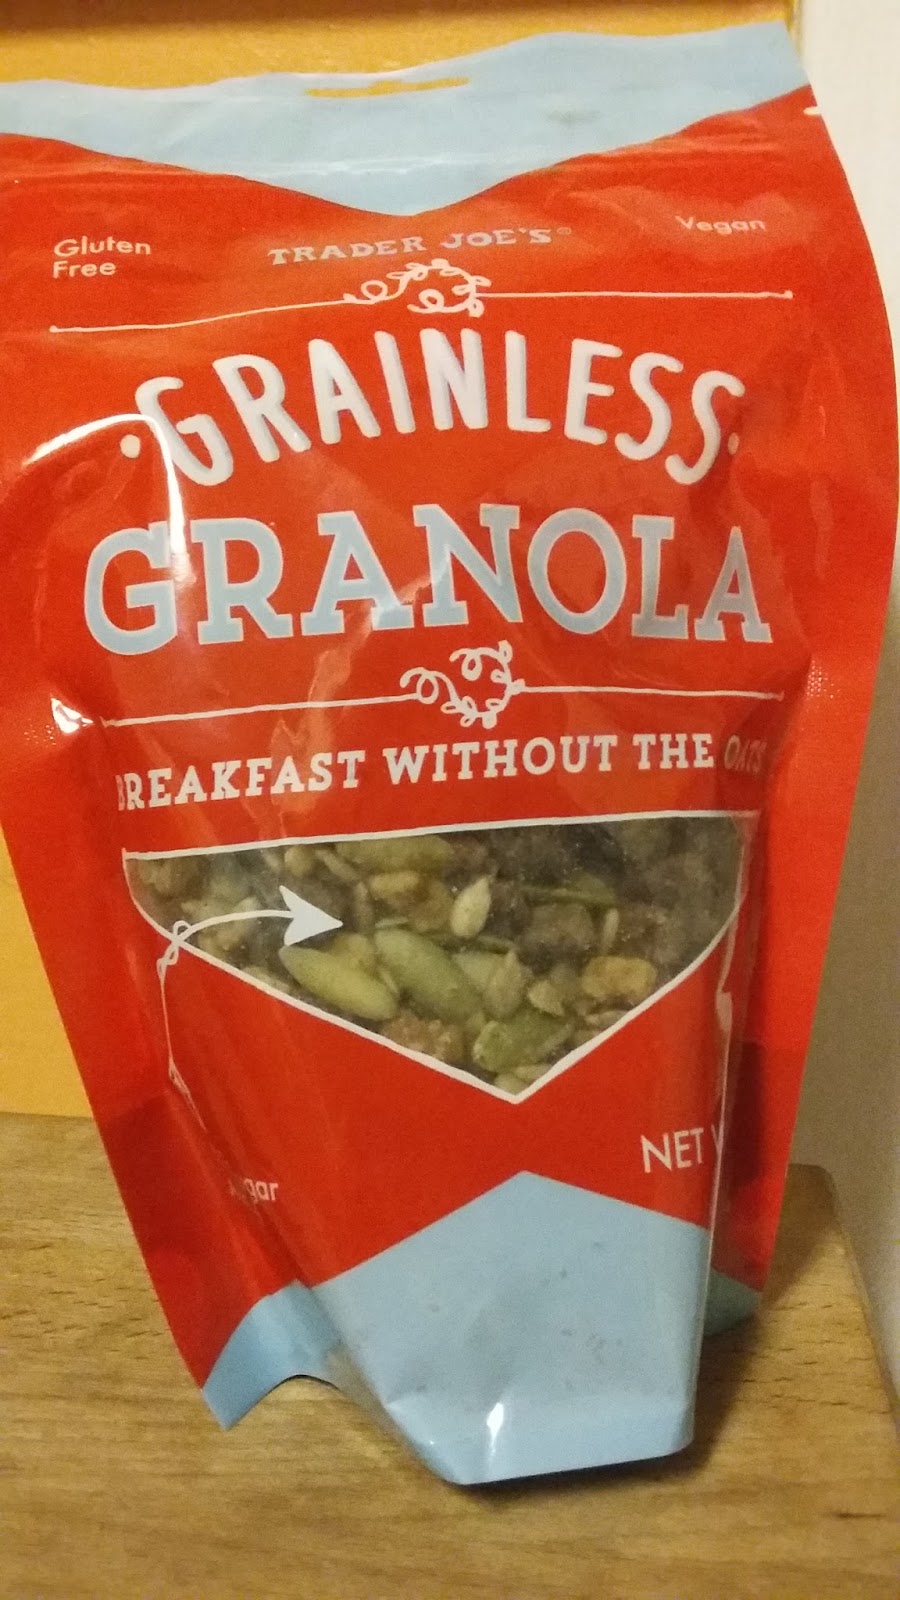 Gluten
Free
TRADER JOE'S®
Vegan
·GRAINLESS·
GRANOLA
BREAKFAST WITHOUT THE OATS
NET